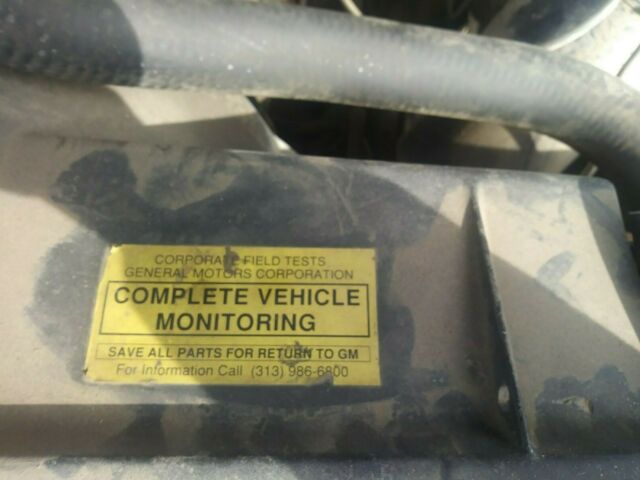 CORPORATE FIELD TESTS
GENERAL MOTORS CORPORATION
COMPLETE VEHICLE
MONITORING
SAVE ALL PARTS FOR RETURN TO GM
For Information Call (313) 986-6800